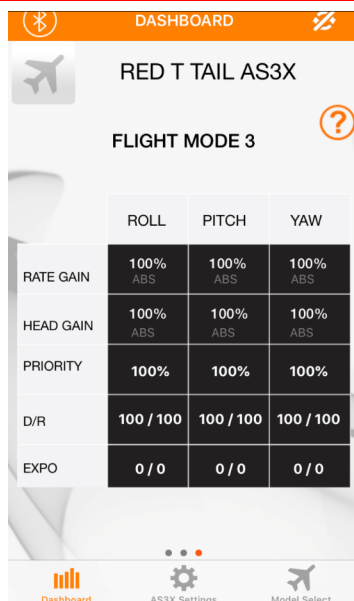 DASHBOARD
RED T TAIL AS3X
?
FLIGHT MODE 3
ROLL PITCH YAW
RATE GAIN 100% ABS 100% ABS 100% ABS
HEAD GAIN 100% ABS 100% ABS 100% ABS
PRIORITY 100% 100% 100%
D/R 100 / 100 100 / 100 100 / 100
EXPO 0 / 0 0 / 0 0 / 0
Dashboard AS3X Settings Model Select